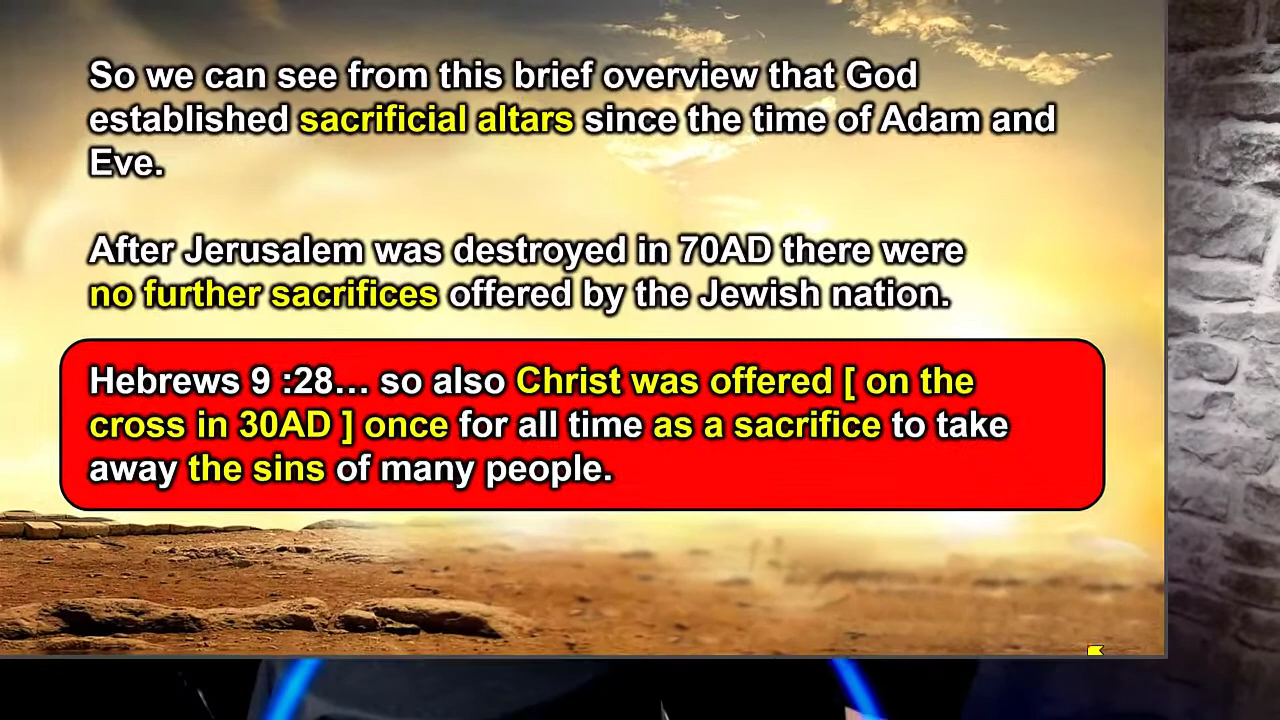 So we can see from this brief overview that God
established sacrificial altars since the time of Adam and
Eve.
After Jerusalem was destroyed in 70AD there were
no further sacrifices offered by the Jewish nation.
Hebrews 9 :28… so also Christ was offered [ on the
cross in 30AD ] once for all time as a sacrifice to take
away the sins of many people.